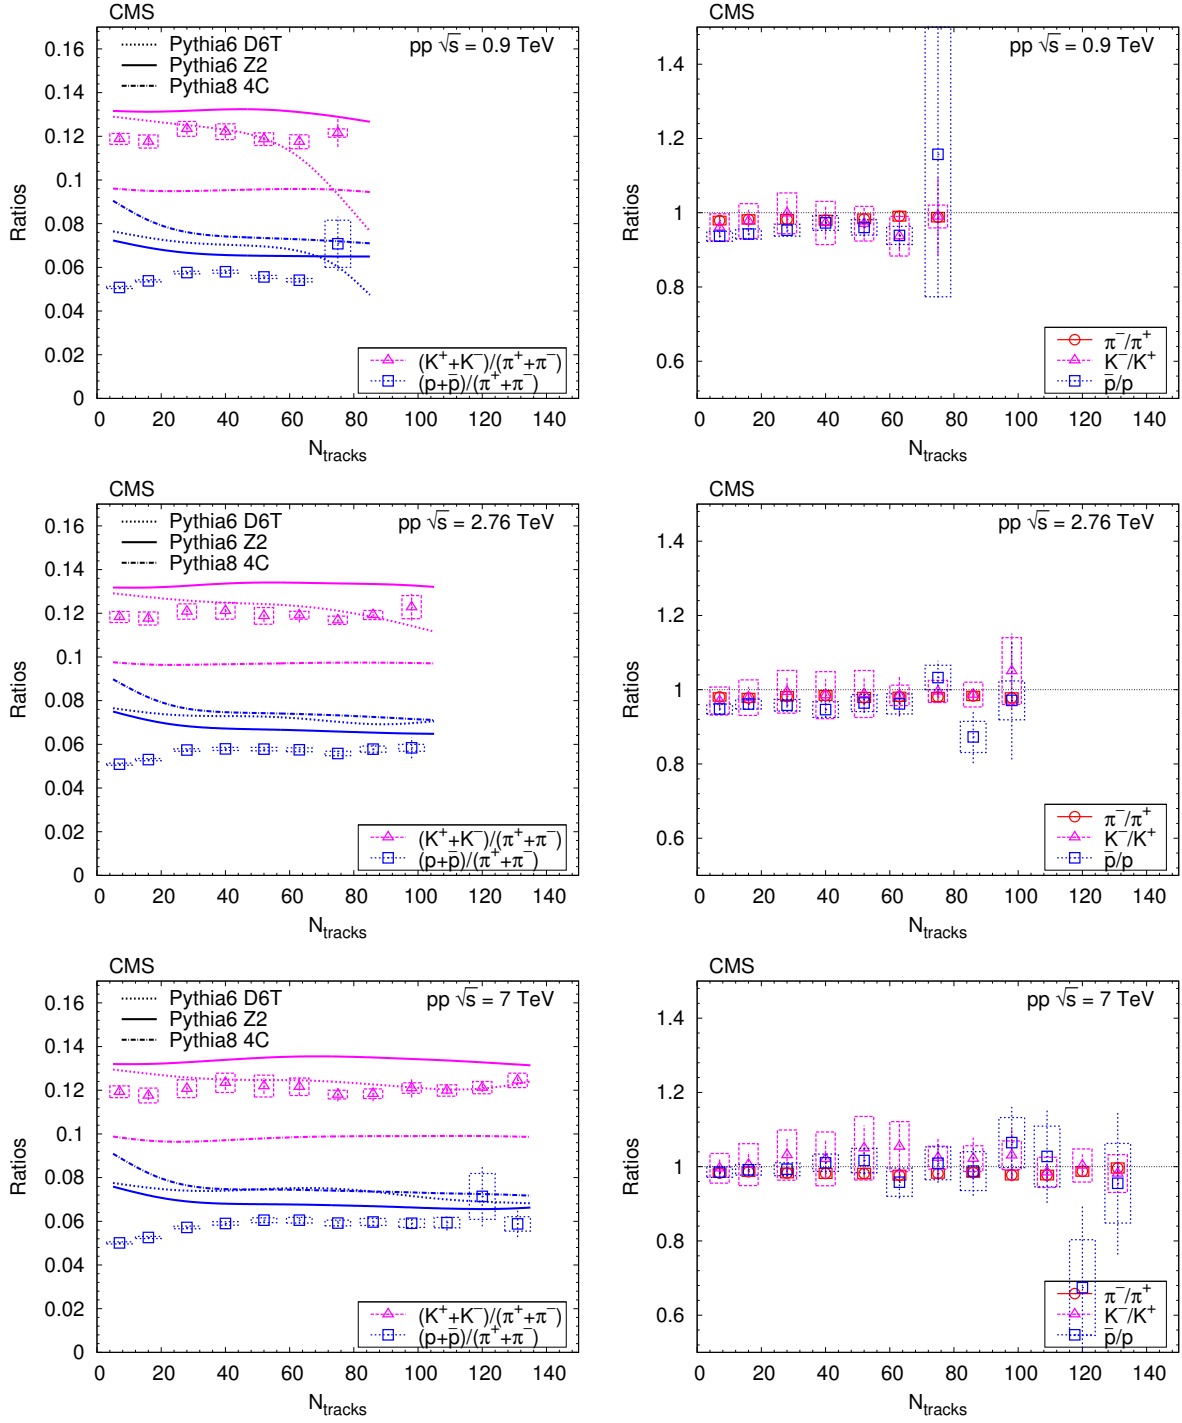 CMS
pp √s = 0.9 TeV
Pythia6 D6T
Pythia6 Z2
Pythia8 4C
0.16
0.14
0.12
0.1
0.08
0.06
0.04
0.02
0
Ratios
(K⁺+K⁻)/(π⁺+π⁻)
(p+p̅)/(π⁺+π⁻)
0 20 40 60 80 100 120 140
N_tracks
CMS
pp √s = 0.9 TeV
1.4
1.2
1
0.8
0.6
Ratios
π⁻/π⁺
K⁻/K⁺
p̅/p
0 20 40 60 80 100 120 140
N_tracks
CMS
pp √s = 2.76 TeV
Pythia6 D6T
Pythia6 Z2
Pythia8 4C
0.16
0.14
0.12
0.1
0.08
0.06
0.04
0.02
0
Ratios
(K⁺+K⁻)/(π⁺+π⁻)
(p+p̅)/(π⁺+π⁻)
0 20 40 60 80 100 120 140
N_tracks
CMS
pp √s = 2.76 TeV
1.4
1.2
1
0.8
0.6
Ratios
π⁻/π⁺
K⁻/K⁺
p̅/p
0 20 40 60 80 100 120 140
N_tracks
CMS
pp √s = 7 TeV
Pythia6 D6T
Pythia6 Z2
Pythia8 4C
0.16
0.14
0.12
0.1
0.08
0.06
0.04
0.02
0
Ratios
(K⁺+K⁻)/(π⁺+π⁻)
(p+p̅)/(π⁺+π⁻)
0 20 40 60 80 100 120 140
N_tracks
CMS
pp √s = 7 TeV
1.4
1.2
1
0.8
0.6
Ratios
π⁻/π⁺
K⁻/K⁺
p̅/p
0 20 40 60 80 100 120 140
N_tracks